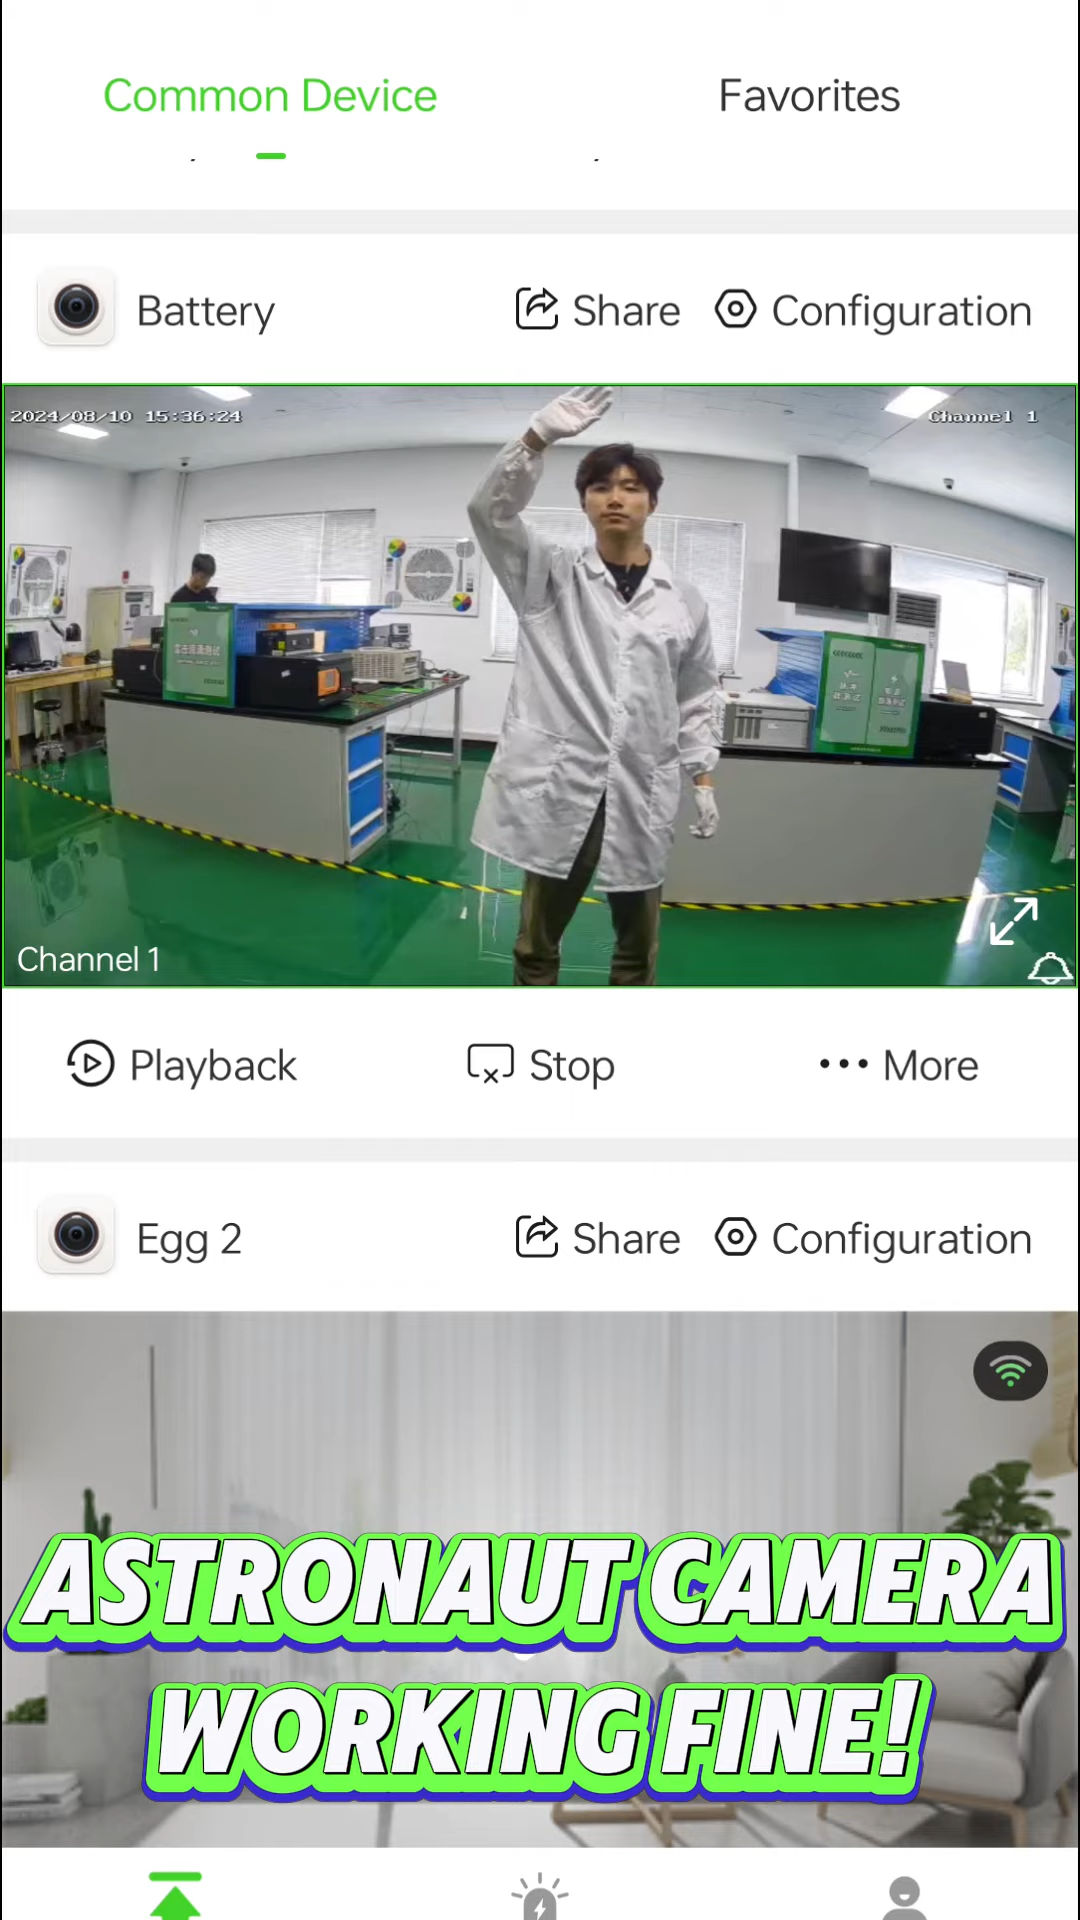 Common Device
Favorites
Battery
Share
Configuration
2024/08/10 15:36:24
Channel 1
Channel 1
Playback
Stop
More
Egg 2
Share
Configuration
ASTRONAUT CAMERA
WORKING FINE!